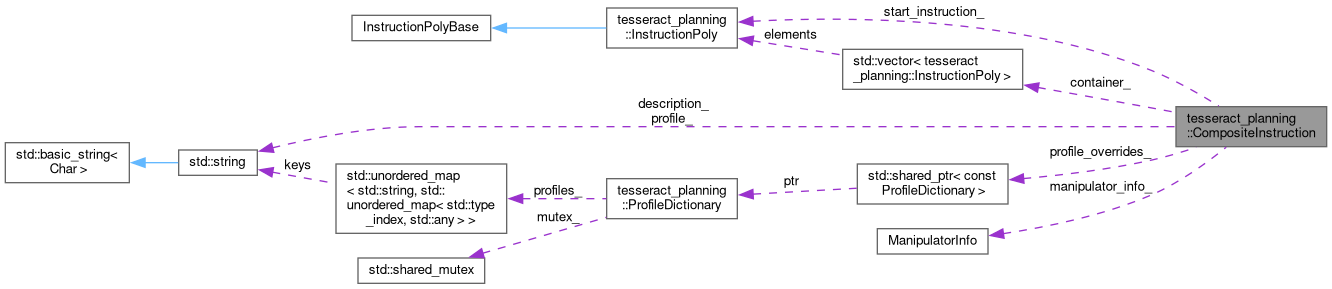 start_instruction_
InstructionPolyBase
tesseract_planning
::InstructionPoly
elements
std::vector< tesseract
_planning::InstructionPoly >
container_
description_
profile_
tesseract_planning
::CompositeInstruction
std::basic_string<
Char >
std::string
keys
std::unordered_map
< std::string, std::
unordered_map< std::type
_index, std::any > >
profiles_
mutex_
tesseract_planning
::ProfileDictionary
ptr
std::shared_ptr< const
ProfileDictionary >
profile_overrides_
manipulator_info_
ManipulatorInfo
std::shared_mutex